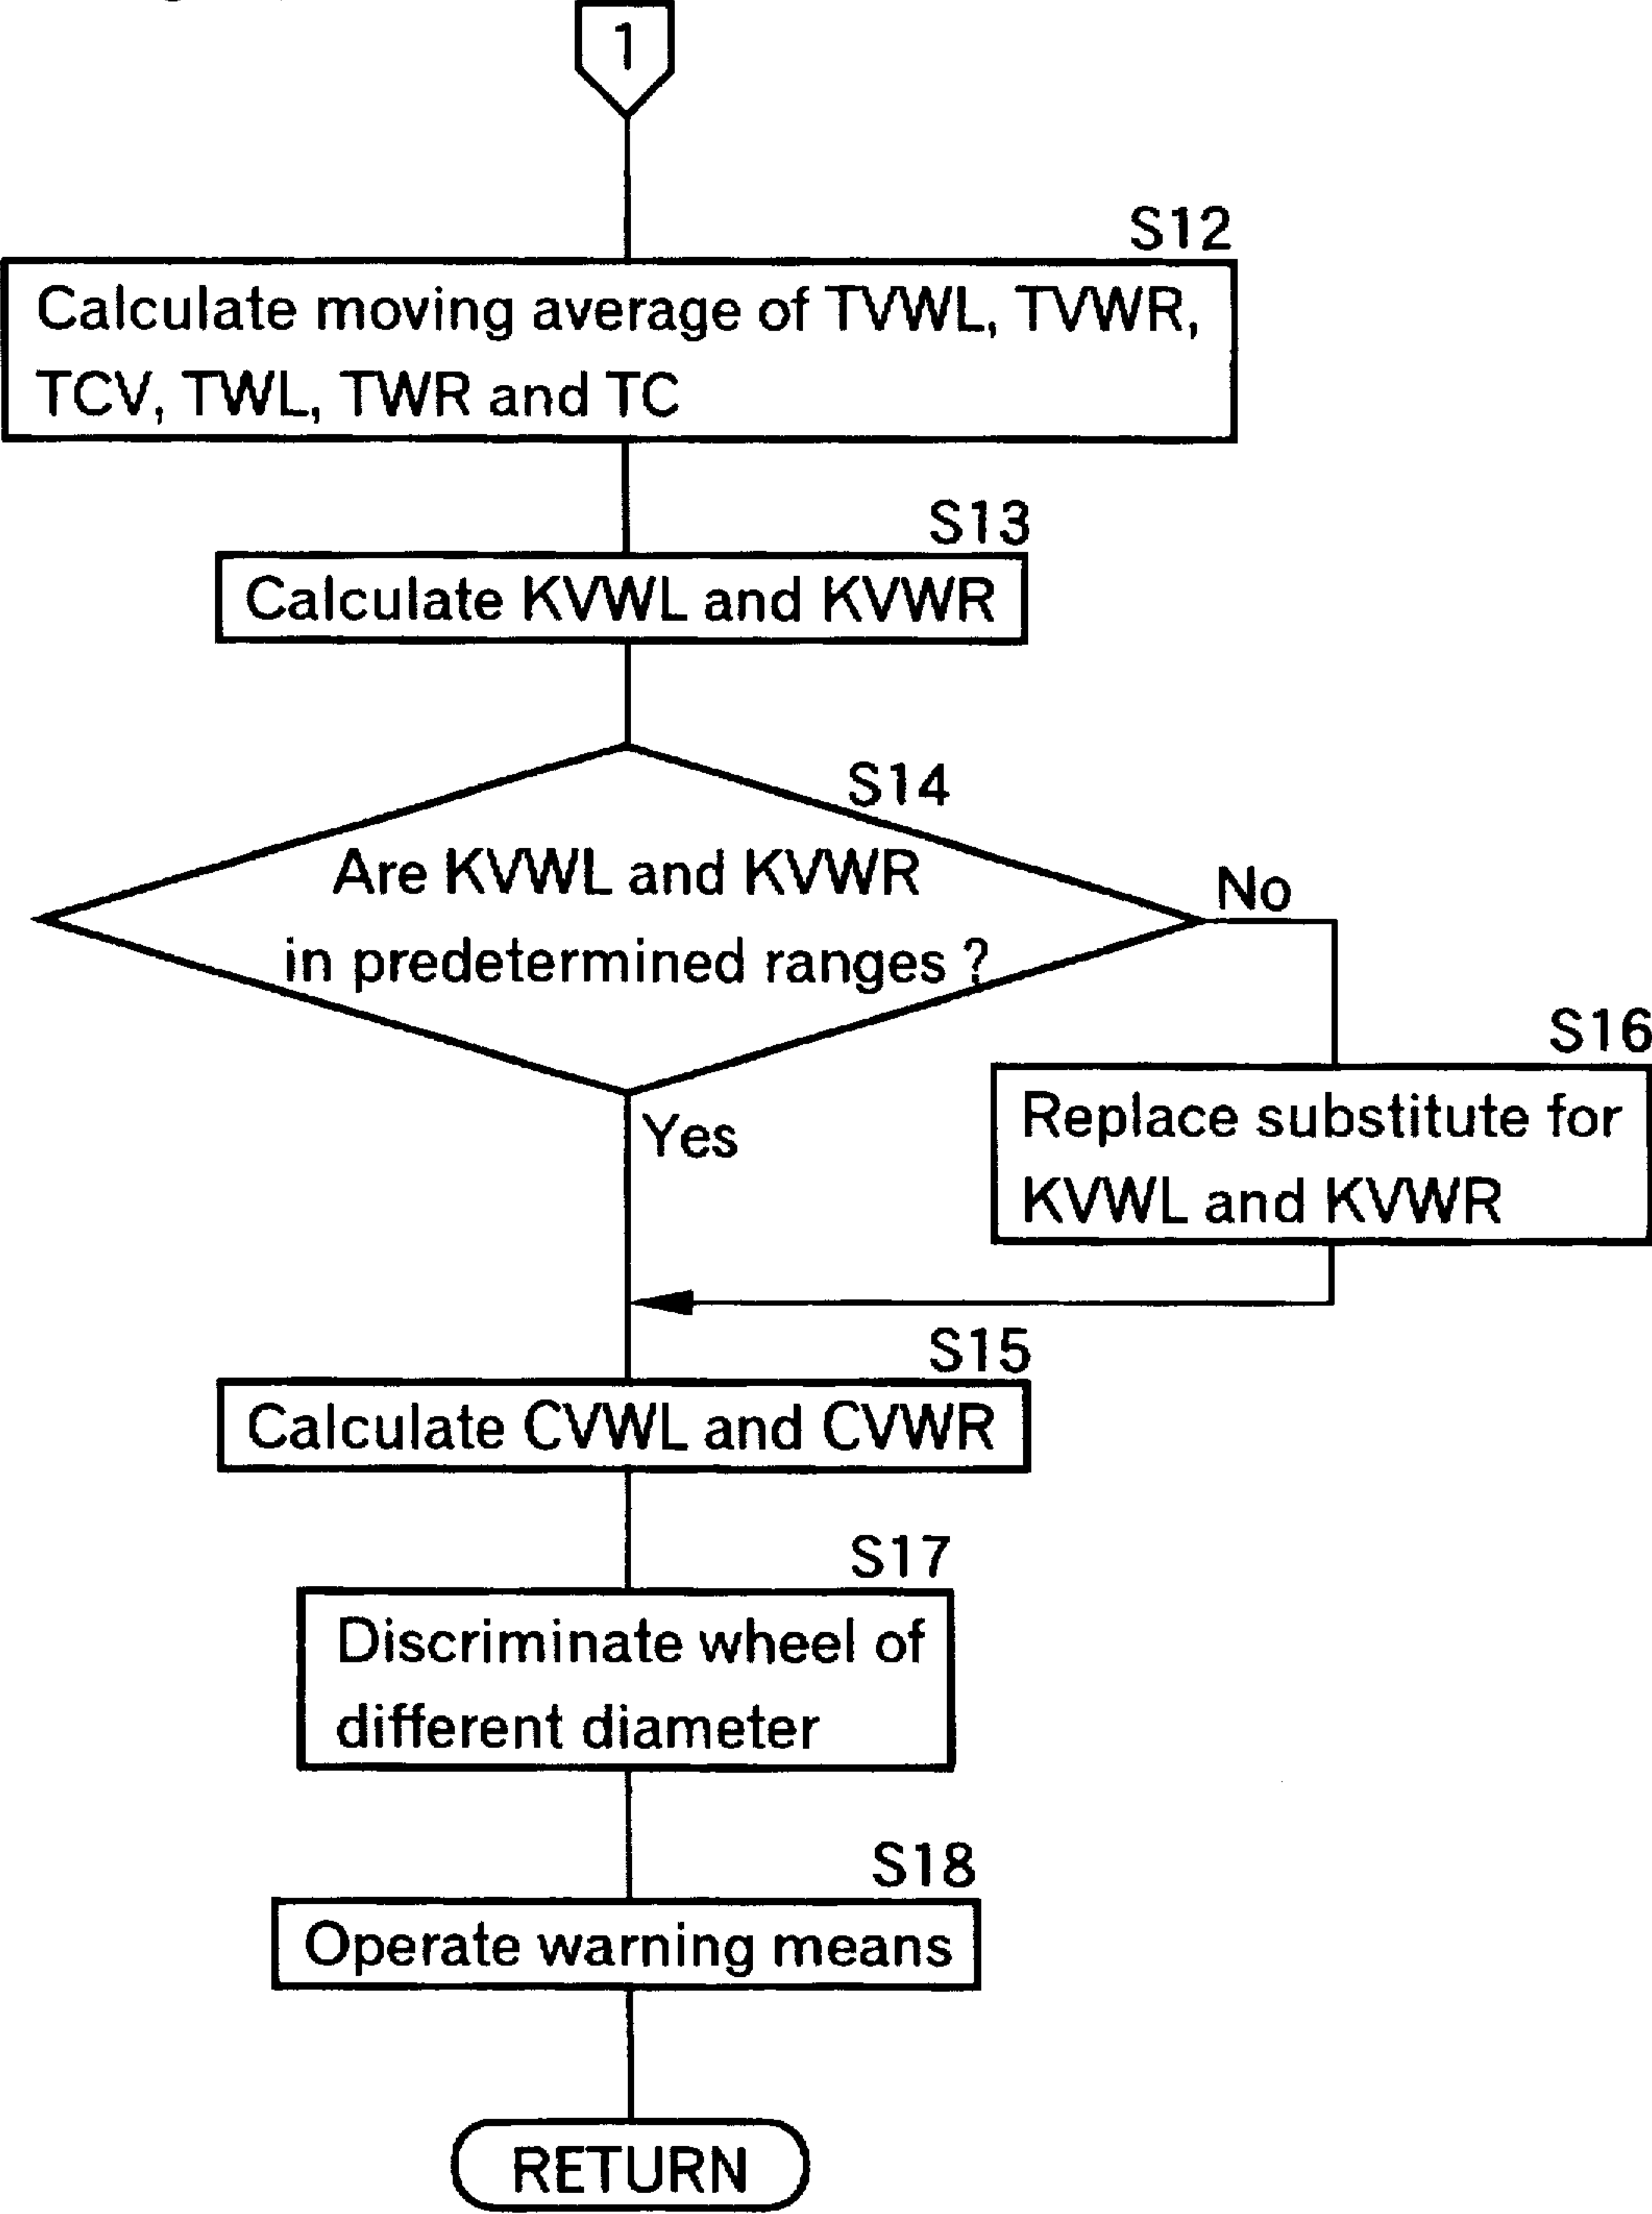 1
S12
Calculate moving average of TVWL, TVWR,
TCV, TWL, TWR and TC
S13
Calculate KVWL and KVWR
S14
Are KVWL and KVWR
in predetermined ranges ?
No
Yes
S16
Replace substitute for
KVWL and KVWR
S15
Calculate CVWL and CVWR
S17
Discriminate wheel of
different diameter
S18
Operate warning means
RETURN